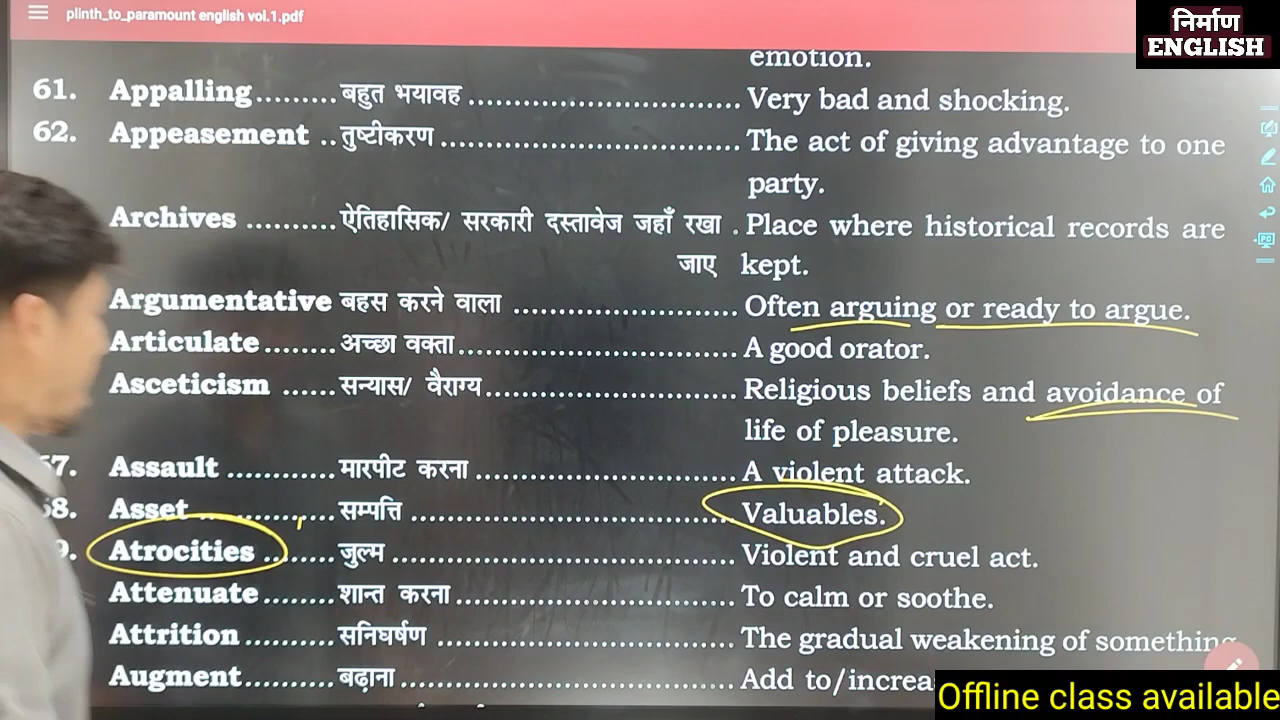 plinth_to_paramount english vol.1.pdf
निर्माण
ENGLISH
emotion.
61. Appalling......... बहुत भयावह ................................ Very bad and shocking.
62. Appeasement .. तुष्टीकरण ................................... The act of giving advantage to one
party.
Archives .......... ऐतिहासिक/ सरकारी दस्तावेज जहाँ रखा . Place where historical records are
जाए kept.
Argumentative बहस करने वाला .......................... Often arguing or ready to argue.
Articulate........ अच्छा वक्ता................................. A good orator.
Asceticism ...... सन्यास/ वैराग्य.............................. Religious beliefs and avoidance of
life of pleasure.
67. Assault ............ मारपीट करना .............................. A violent attack.
58. Asset ............... सम्पत्ति ..................................... Valuables.
9. Atrocities ......... जुल्म ....................................... Violent and cruel act.
Attenuate ........ शान्त करना................................ To calm or soothe.
Attrition .......... सनिघर्षण ................................... The gradual weakening of something
Augment.......... बढ़ाना....................................... Add to/increa
Offline class available